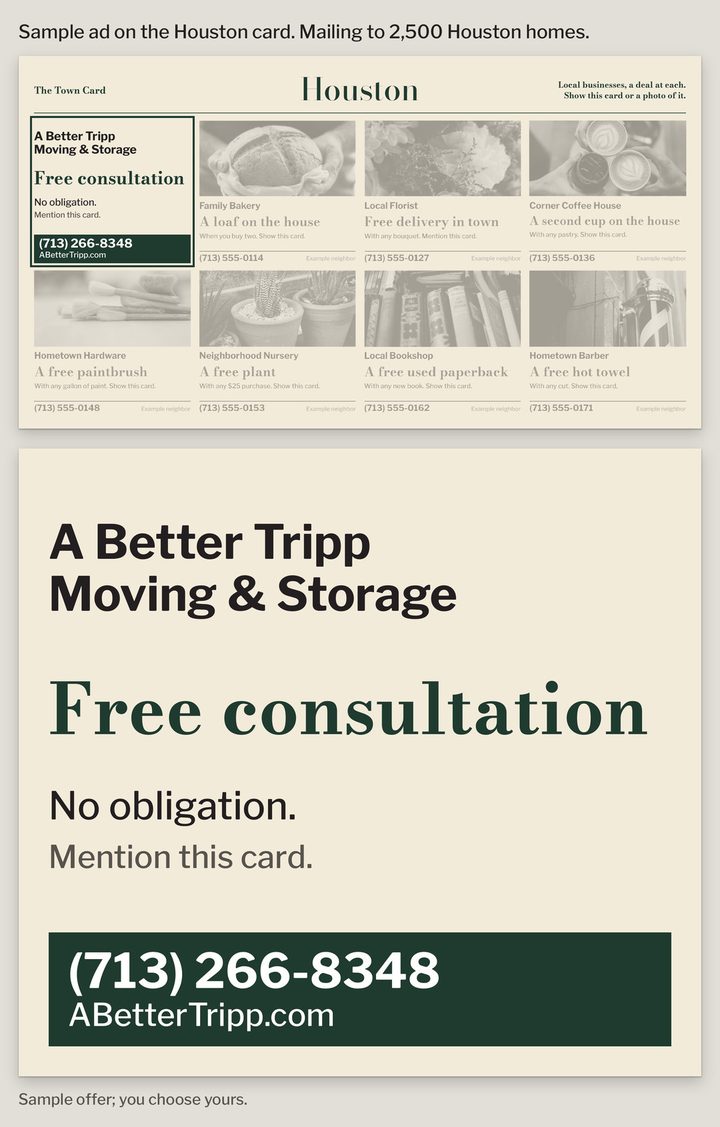 Sample ad on the Houston card. Mailing to 2,500 Houston homes.
The Town Card
Houston
Local businesses, a deal at each.
Show this card or a photo of it.
A Better Tripp
Moving & Storage
Free consultation
No obligation.
Mention this card.
(713) 266-8348
ABetterTripp.com
Family Bakery
A loaf on the house
When you buy two. Show this card.
(713) 555-0114 Example neighbor
Local Florist
Free delivery in town
With any bouquet. Mention this card.
(713) 555-0127 Example neighbor
Corner Coffee House
A second cup on the house
With any pastry. Show this card.
(713) 555-0136 Example neighbor
Hometown Hardware
A free paintbrush
With any gallon of paint. Show this card.
(713) 555-0148 Example neighbor
Neighborhood Nursery
A free plant
With any $25 purchase. Show this card.
(713) 555-0153 Example neighbor
Local Bookshop
A free used paperback
With any new book. Show this card.
(713) 555-0162 Example neighbor
Hometown Barber
A free hot towel
With any cut. Show this card.
(713) 555-0171 Example neighbor
A Better Tripp
Moving & Storage
Free consultation
No obligation.
Mention this card.
(713) 266-8348
ABetterTripp.com
Sample offer; you choose yours.